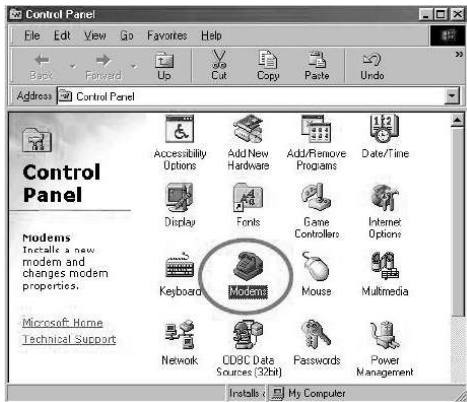 Control Panel
File Edit View Go Favorites Help
Back Forward Up Cut Copy Paste Undo »
Address Control Panel
Control
Panel
Modems
Installs a new
modem and
changes modem
properties.
Microsoft Home
Technical Support
Accessibility
Options
Add New
Hardware
Add/Remove
Programs
Date/Time
Display
Fonts
Game
Controllers
Internet
Options
Keyboard
Modems
Mouse
Multimedia
Network
ODBC Data
Sources (32bit)
Passwords
Power
Management
Installs My Computer